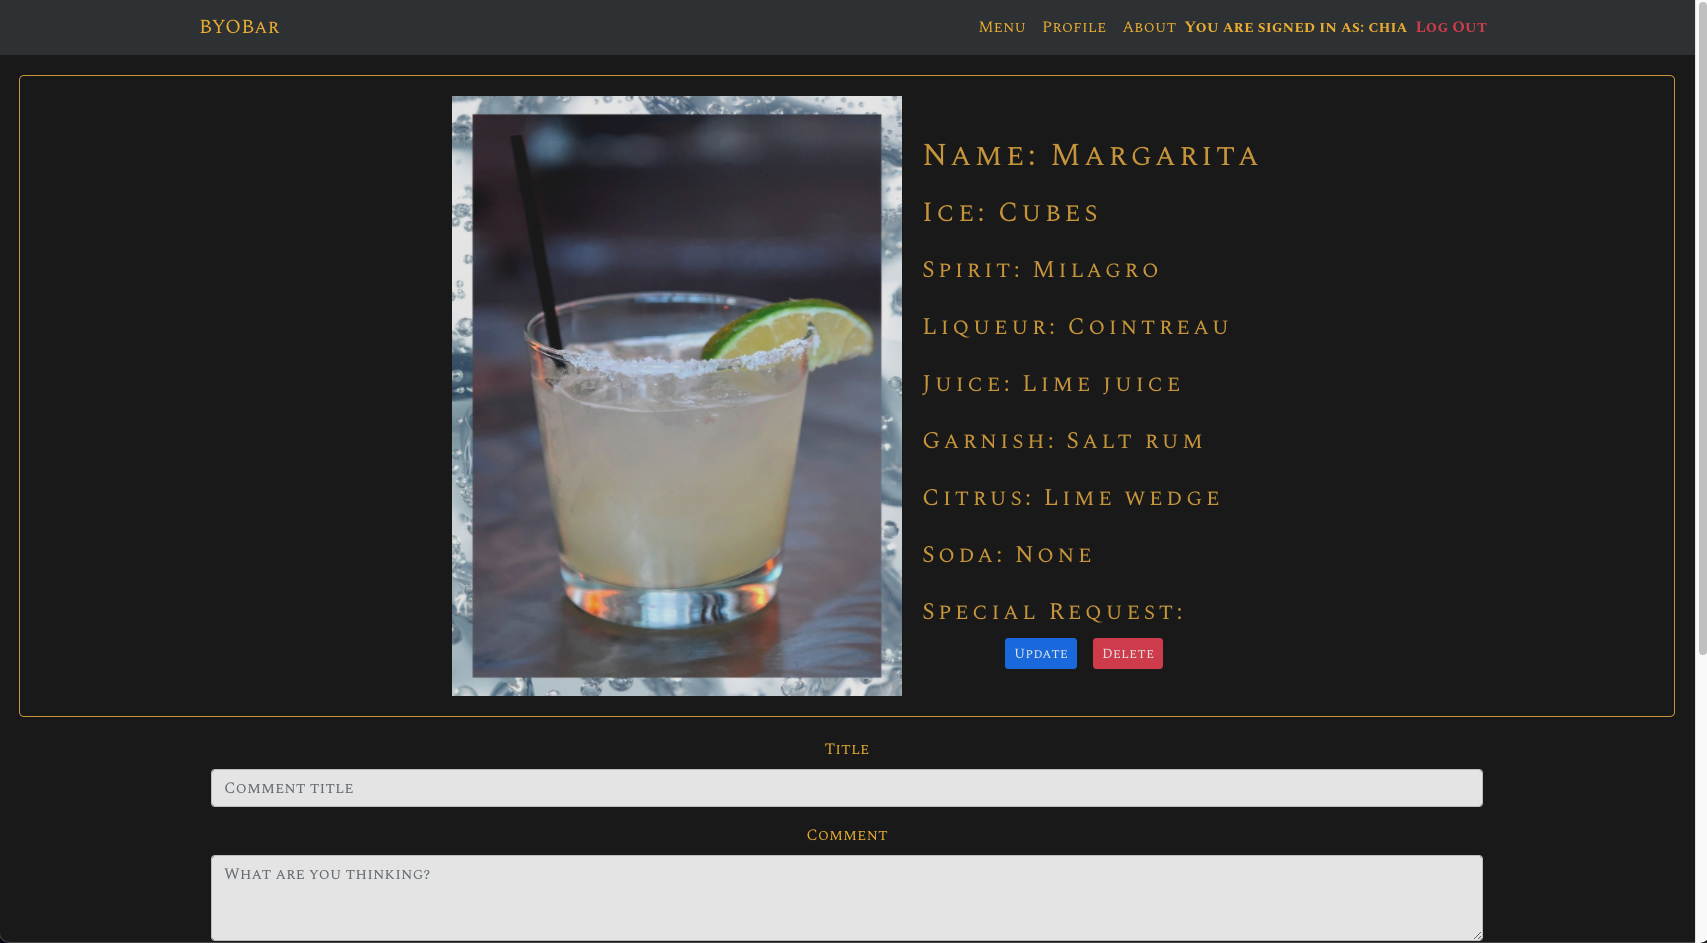 BYOBar
Menu Profile About You are signed in as: chia Log Out
Name: Margarita
Ice: Cubes
Spirit: Milagro
Liqueur: Cointreau
Juice: Lime juice
Garnish: Salt rum
Citrus: Lime wedge
Soda: None
Special Request:
Update Delete
Title
Comment title
Comment
What are you thinking?